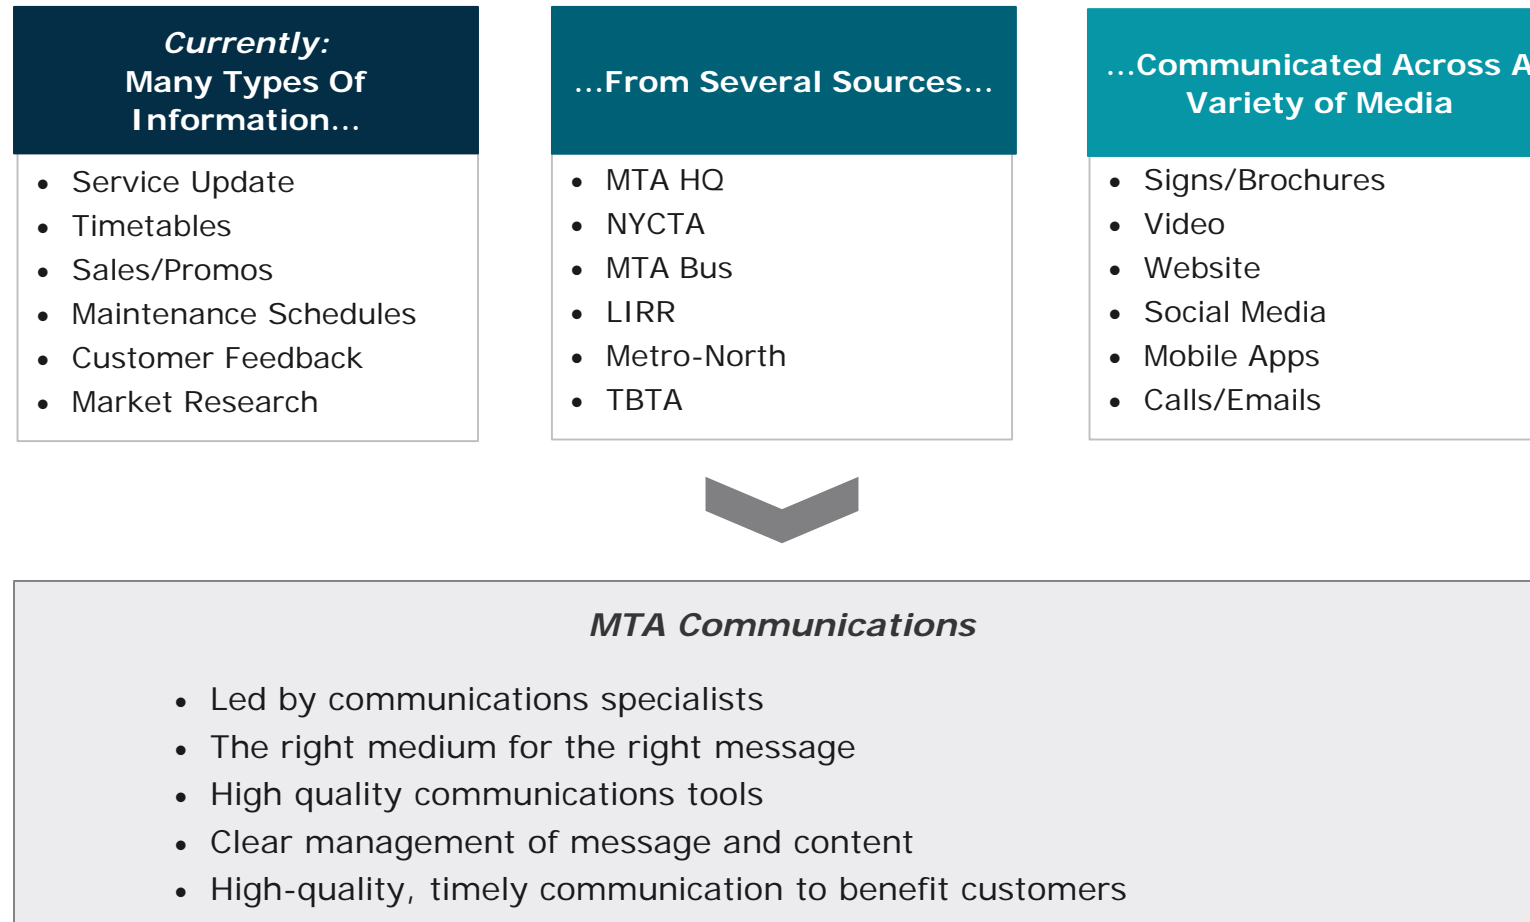 Currently:
Many Types Of
Information...
• Service Update
• Timetables
• Sales/Promos
• Maintenance Schedules
• Customer Feedback
• Market Research
...From Several Sources...
• MTA HQ
• NYCTA
• MTA Bus
• LIRR
• Metro-North
• TBTA
...Communicated Across A
Variety of Media
• Signs/Brochures
• Video
• Website
• Social Media
• Mobile Apps
• Calls/Emails
MTA Communications
• Led by communications specialists
• The right medium for the right message
• High quality communications tools
• Clear management of message and content
• High-quality, timely communication to benefit customers